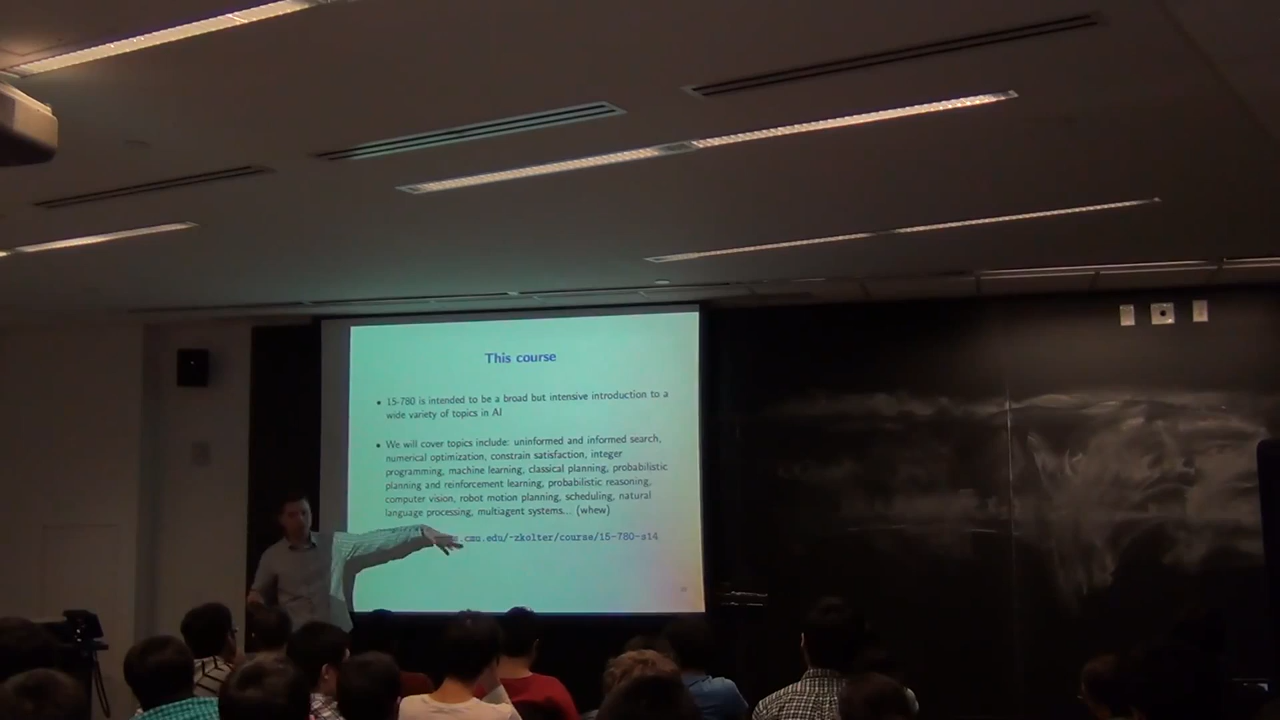 This course
• 15-780 is intended to be a broad but intensive introduction to a
wide variety of topics in AI
• We will cover topics include: uninformed and informed search,
numerical optimization, constrain satisfaction, integer
programming, machine learning, classical planning, probabilistic
planning and reinforcement learning, probabilistic reasoning,
computer vision, robot motion planning, scheduling, natural
language processing, multiagent systems... (whew)
.cmu.edu/~zkolter/course/15-780-s14